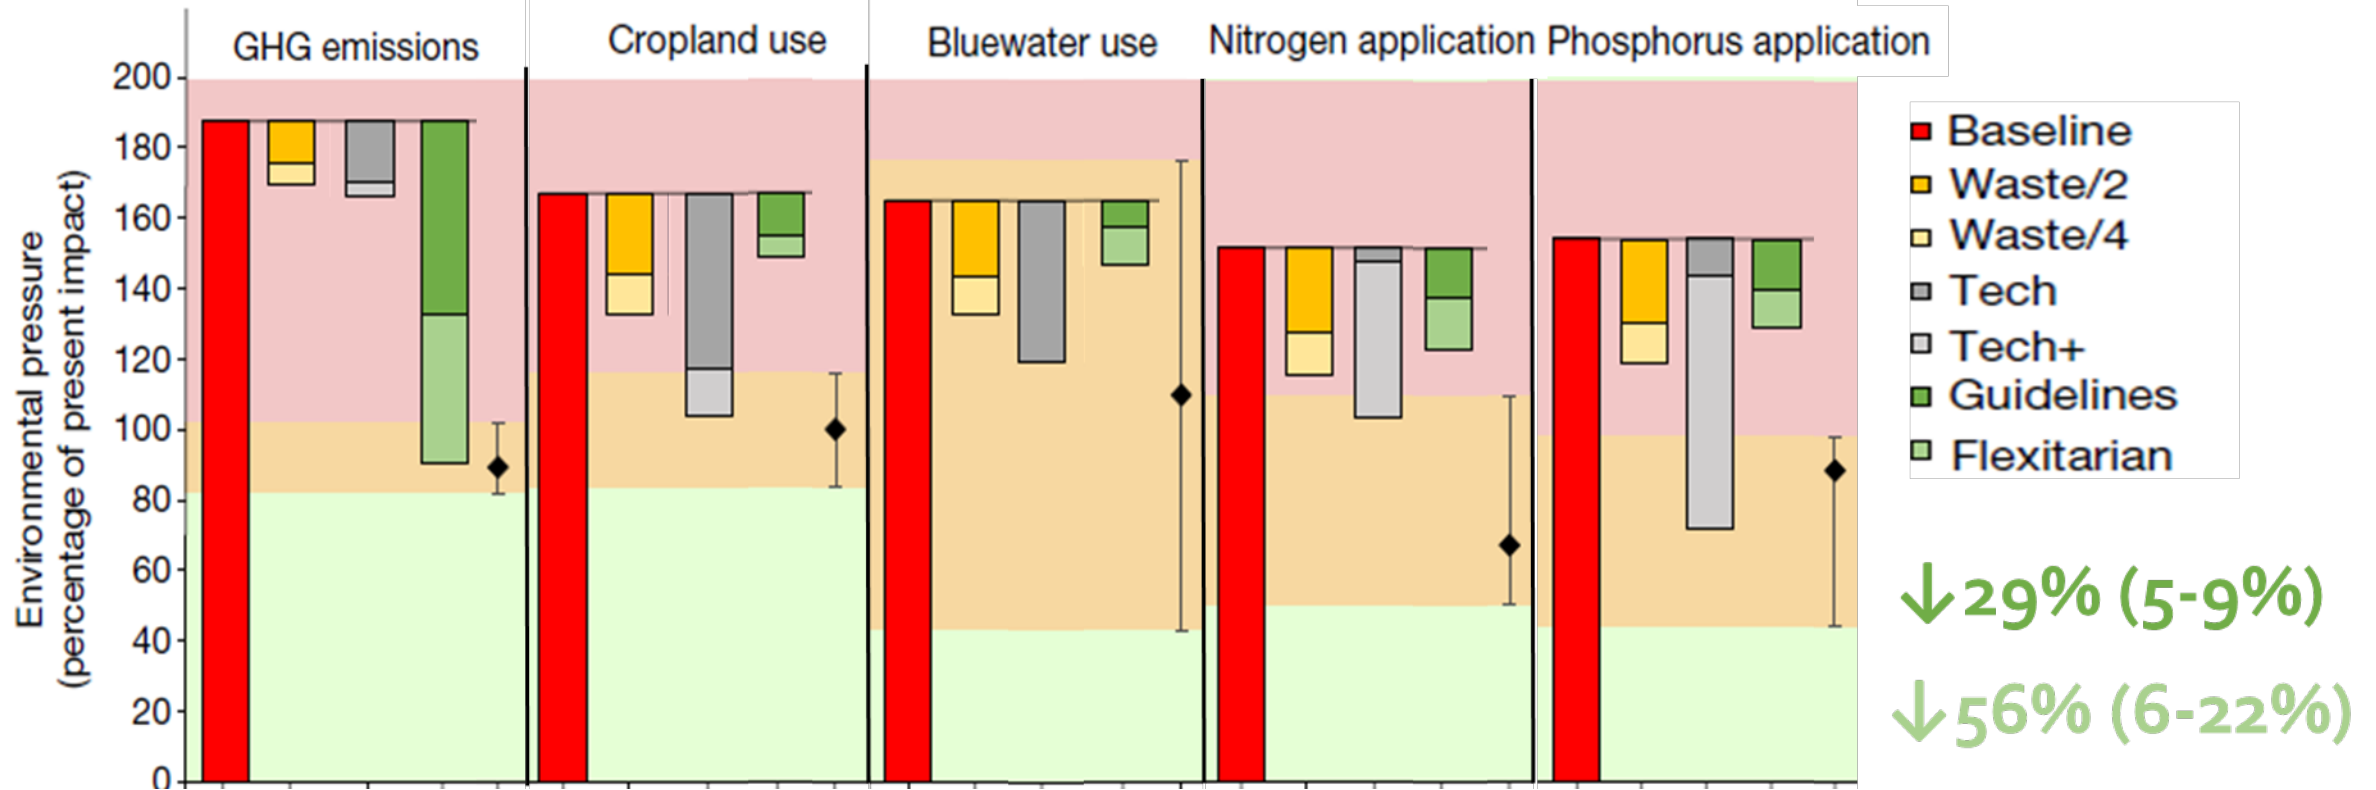 GHG emissions
Cropland use
Bluewater use
Nitrogen application
Phosphorus application
Environmental pressure
(percentage of present impact)
200
180
160
140
120
100
80
60
40
20
0
Baseline
Waste/2
Waste/4
Tech
Tech+
Guidelines
Flexitarian
↓29% (5-9%)
↓56% (6-22%)